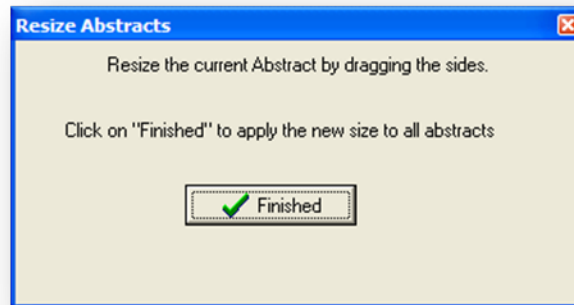 Resize Abstracts
Resize the current Abstract by dragging the sides.
Click on "Finished" to apply the new size to all abstracts
Finished